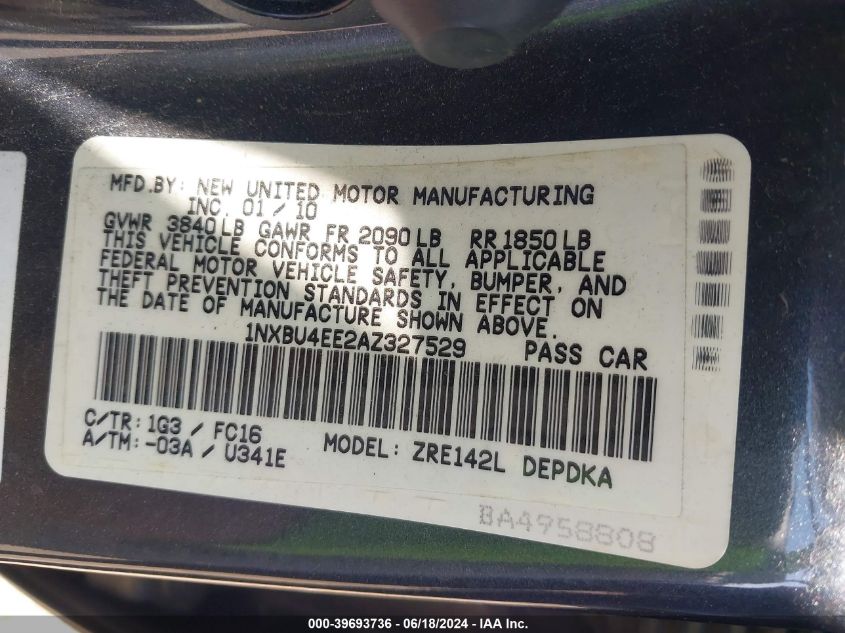 MFD.BY: NEW UNITED MOTOR MANUFACTURING
INC. 01 / 10
GVWR 3840 LB GAWR FR 2090 LB RR 1850 LB
THIS VEHICLE CONFORMS TO ALL APPLICABLE
FEDERAL MOTOR VEHICLE SAFETY, BUMPER, AND
THEFT PREVENTION STANDARDS IN EFFECT ON
THE DATE OF MANUFACTURE SHOWN ABOVE.
1NXBU4EE2AZ327529 PASS CAR
C/TR: 1G3 / FC16
A/TM: -03A / U341E MODEL: ZRE142L DEPDKA
BA4958808
000-39693736 - 06/18/2024 - IAA Inc.